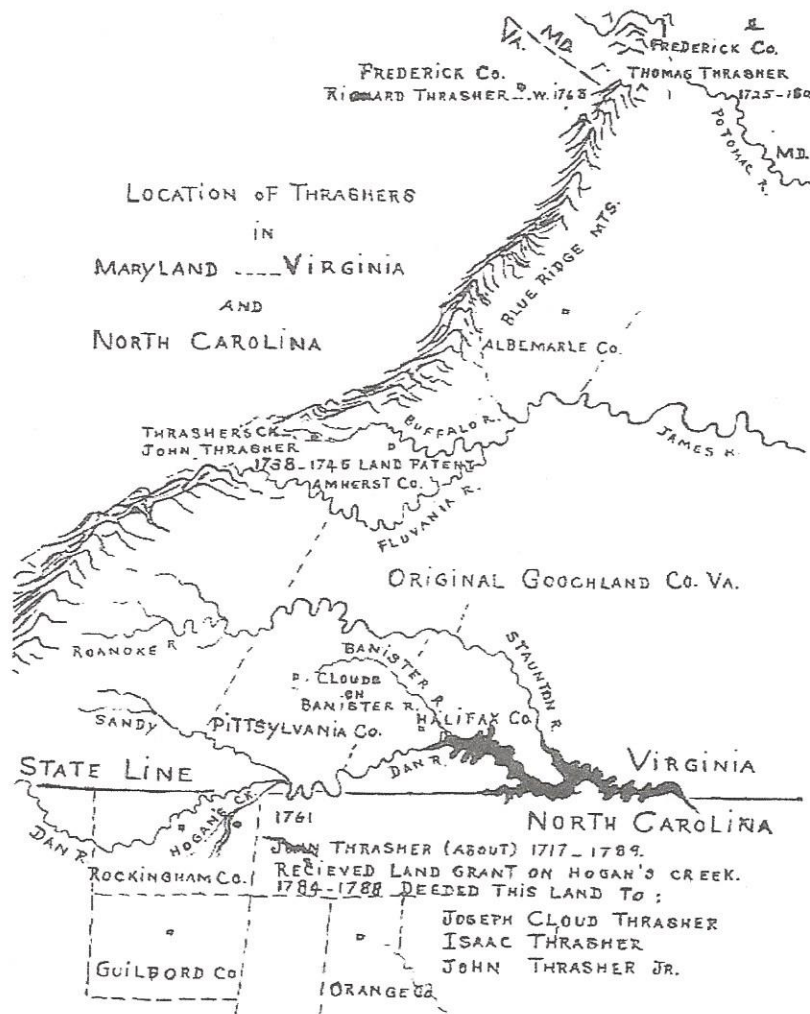 VA.
MD.
FREDERICK CO.
THOMAS THRASHER
1725-180
FREDERICK CO.
RICHARD THRASHER --W. 1768
POTOMAC R.
MD.
LOCATION OF THRASHERS
IN
MARYLAND ---- VIRGINIA
AND
NORTH CAROLINA
BLUE RIDGE MTS.
ALBEMARLE CO.
BUFFALO R.
JAMES R.
THRASHERS CK.
JOHN THRASHER
1738-1745 LAND PATENT
AMHERST CO.
FLUVANIA R.
ORIGINAL GOOCHLAND CO. VA.
ROANOKE R
BANISTER R.
STAUNTON R.
CLOUDS
ON
BANISTER R.
SANDY
PITTSYLVANIA CO.
HALIFAX CO.
DAN R.
STATE LINE
VIRGINIA
NORTH CAROLINA
HOGAN'S CK.
DAN R.
1761
JOHN THRASHER (ABOUT) 1717-1789.
RECIEVED LAND GRANT ON HOGAN'S CREEK.
1784-1788 DEEDED THIS LAND TO:
JOSEPH CLOUD THRASHER
ISAAC THRASHER
JOHN THRASHER JR.
ROCKINGHAM CO.
GUILBORD CO
ORANGE CO